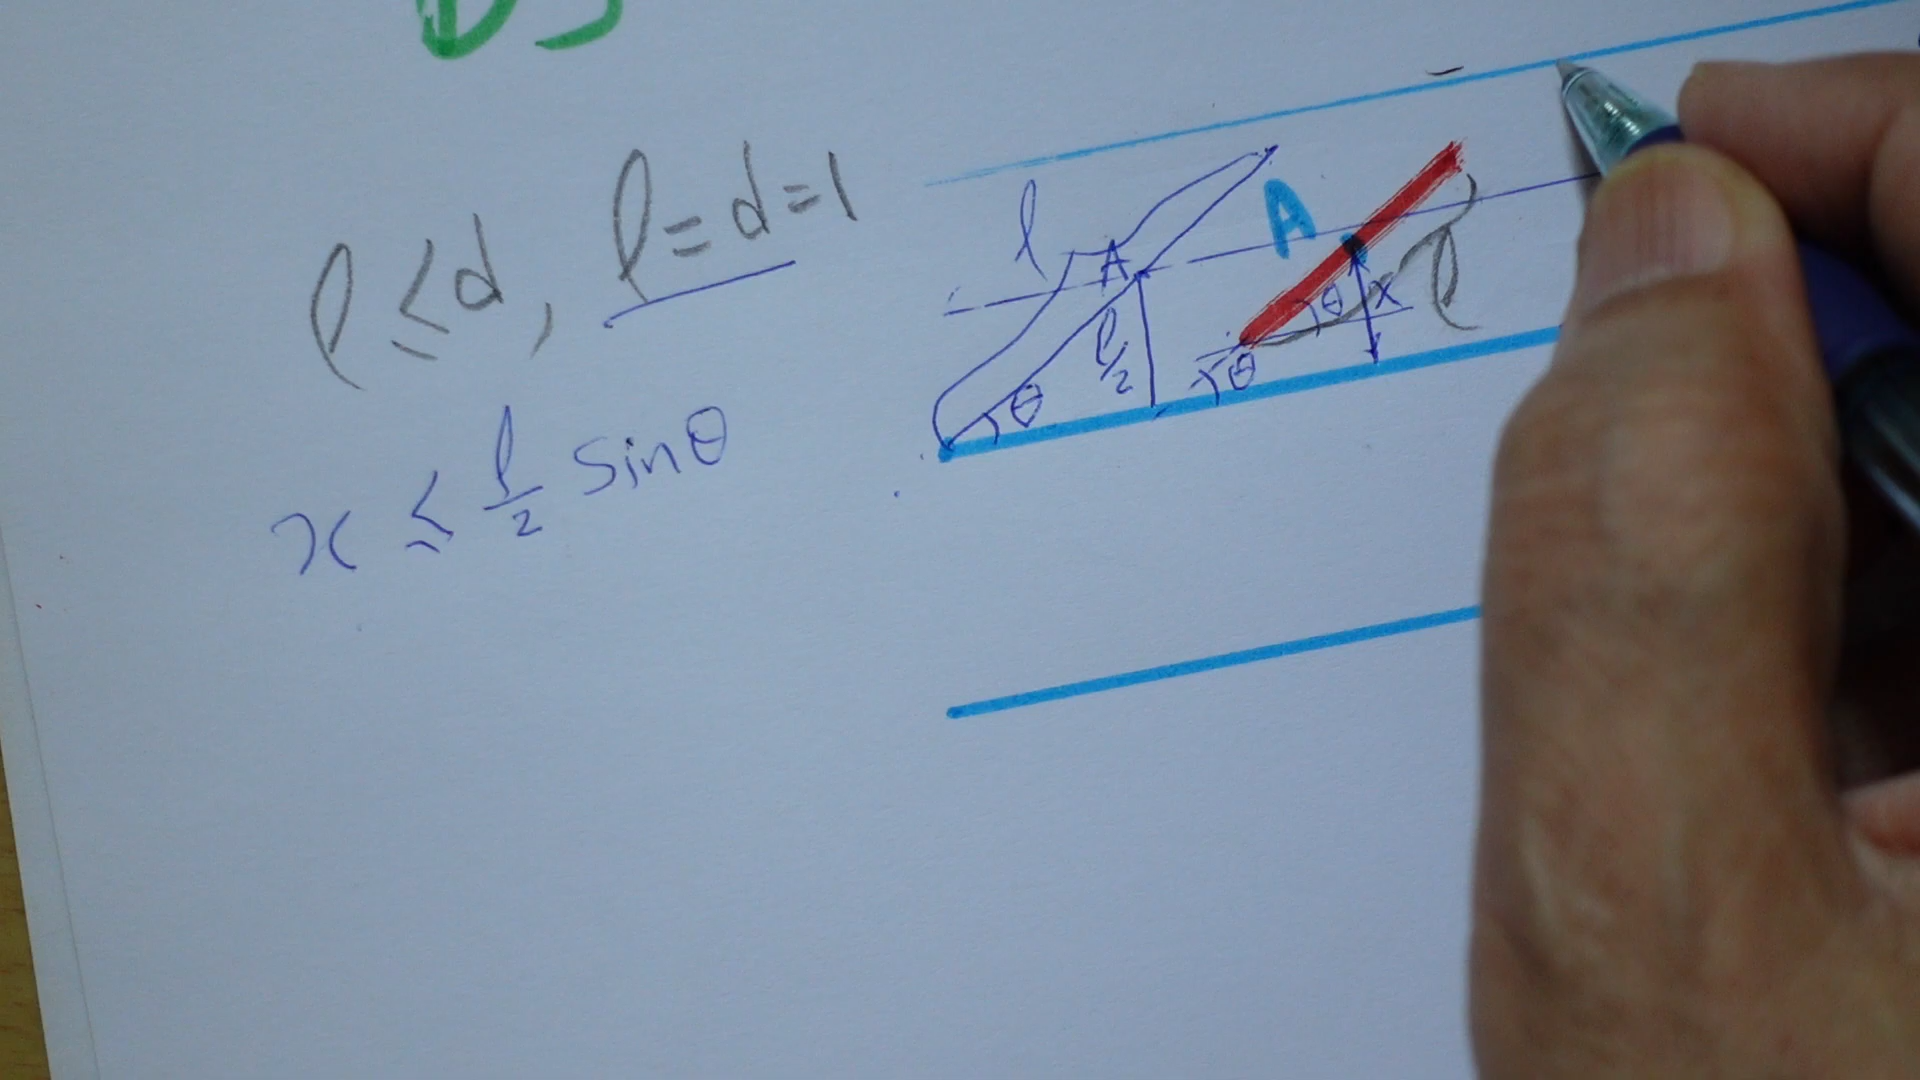 l ≤ d , l = d = 1
x ≤ l/2 sinθ
l A A
l/2 θ θ x l
θ